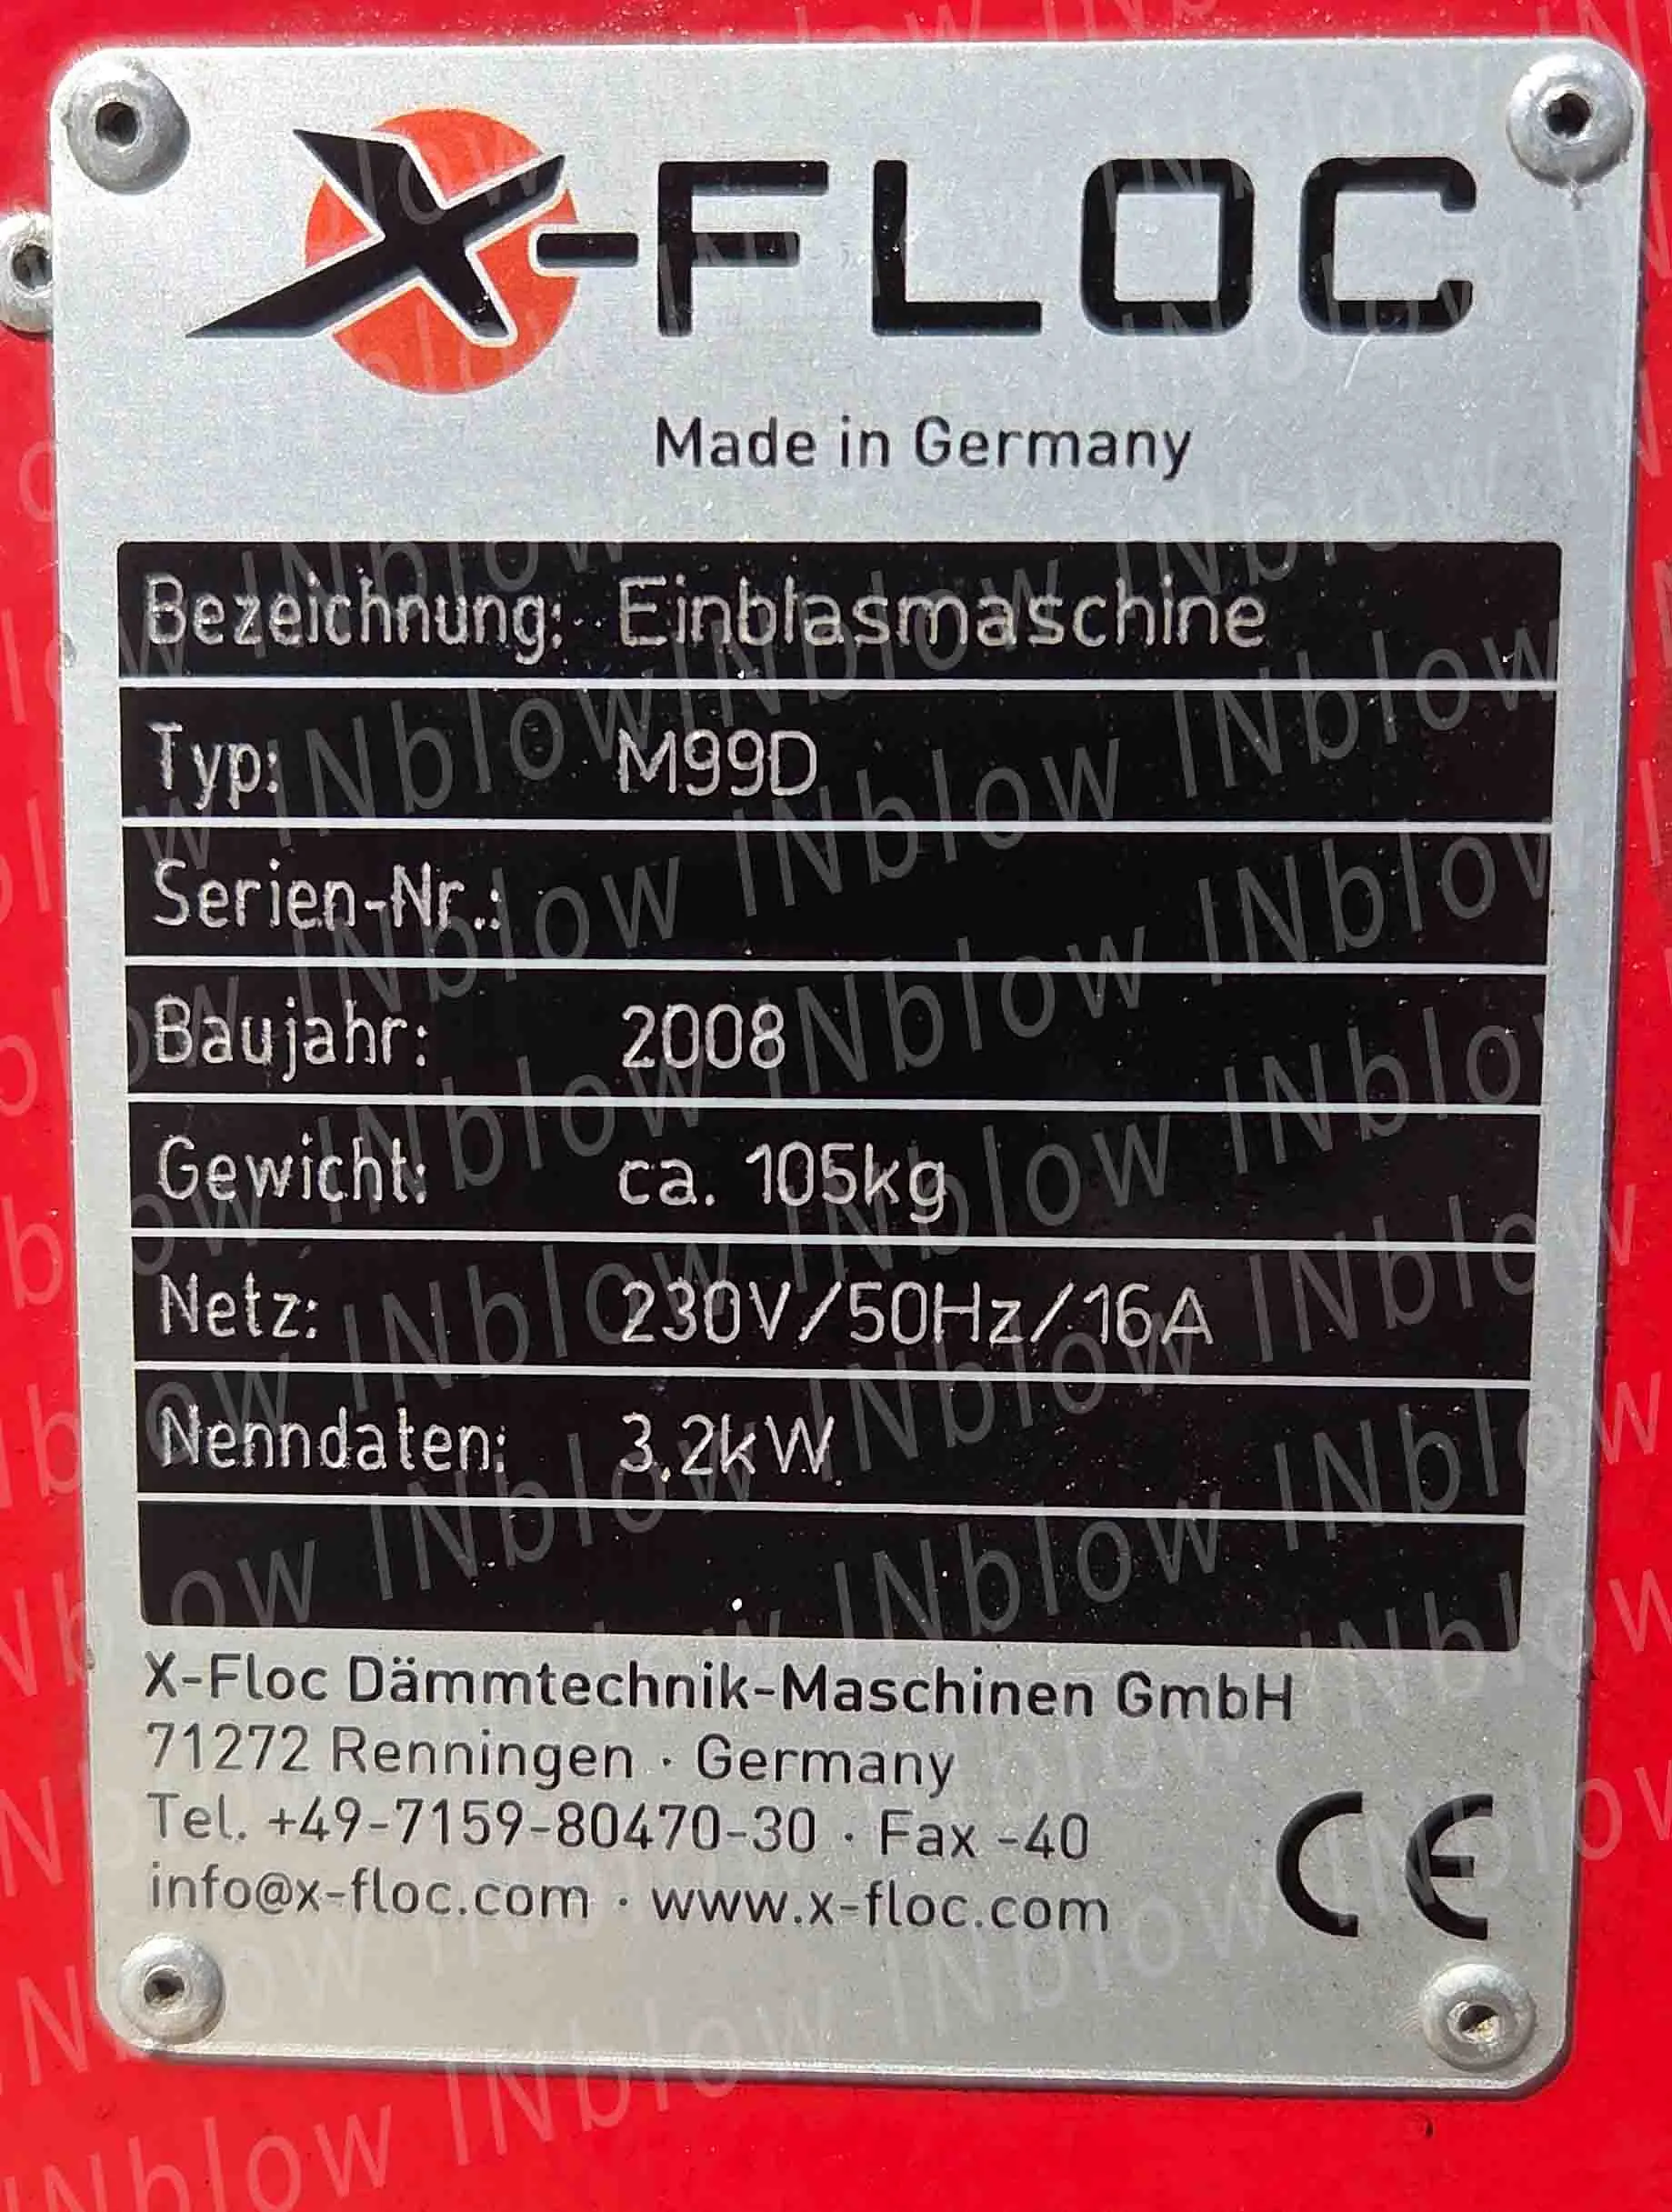 X-FLOC
Made in Germany
Bezeichnung: Einblasmaschine
Typ: M99D
Serien-Nr.:
Baujahr: 2008
Gewicht: ca. 105kg
Netz: 230V/50Hz/16A
Nenndaten: 3,2kW
X-Floc Dämmtechnik-Maschinen GmbH
71272 Renningen · Germany
Tel. +49-7159-80470-30 · Fax -40
info@x-floc.com · www.x-floc.com
CE
INblow